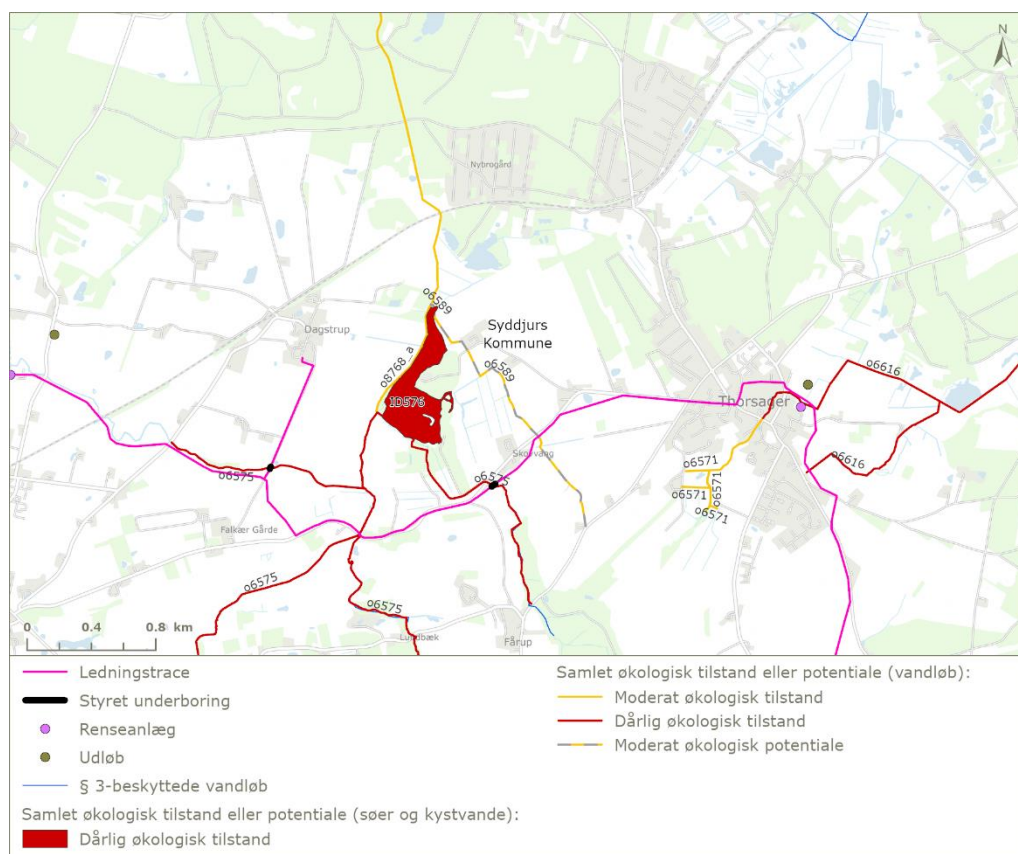 N
Nybrogård
o6589
Syddjurs
Kommune
Dagstrup
o8768_a
o6589
o6616
ID576
Thorsager
Skovvang
o6616
o6575
o6575
o6571
o6571
o6571
o6571
Falkær Gårde
o6575
o6575
Lundbæk
Fårup
0 0.4 0.8 km
Ledningstrace
Styret underboring
Renseanlæg
Udløb
§ 3-beskyttede vandløb
Samlet økologisk tilstand eller potentiale (søer og kystvande):
Dårlig økologisk tilstand
Samlet økologisk tilstand eller potentiale (vandløb):
Moderat økologisk tilstand
Dårlig økologisk tilstand
Moderat økologisk potentiale